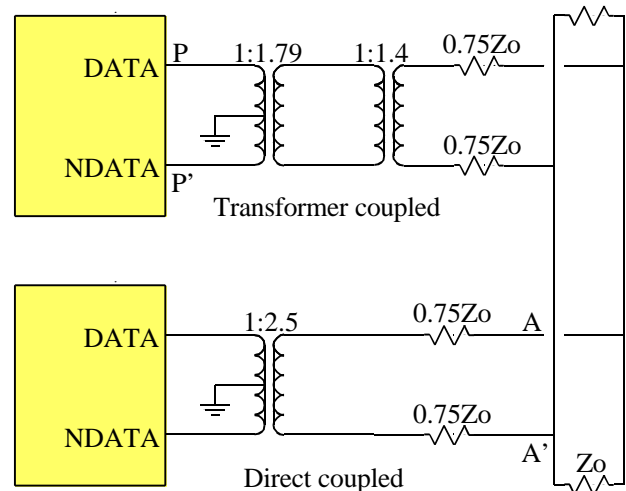 P 1:1.79 1:1.4 0.75Zo
DATA
0.75Zo
NDATA
P'
Transformer coupled
0.75Zo
1:2.5 A
DATA
0.75Zo
NDATA
A' Zo
Direct coupled